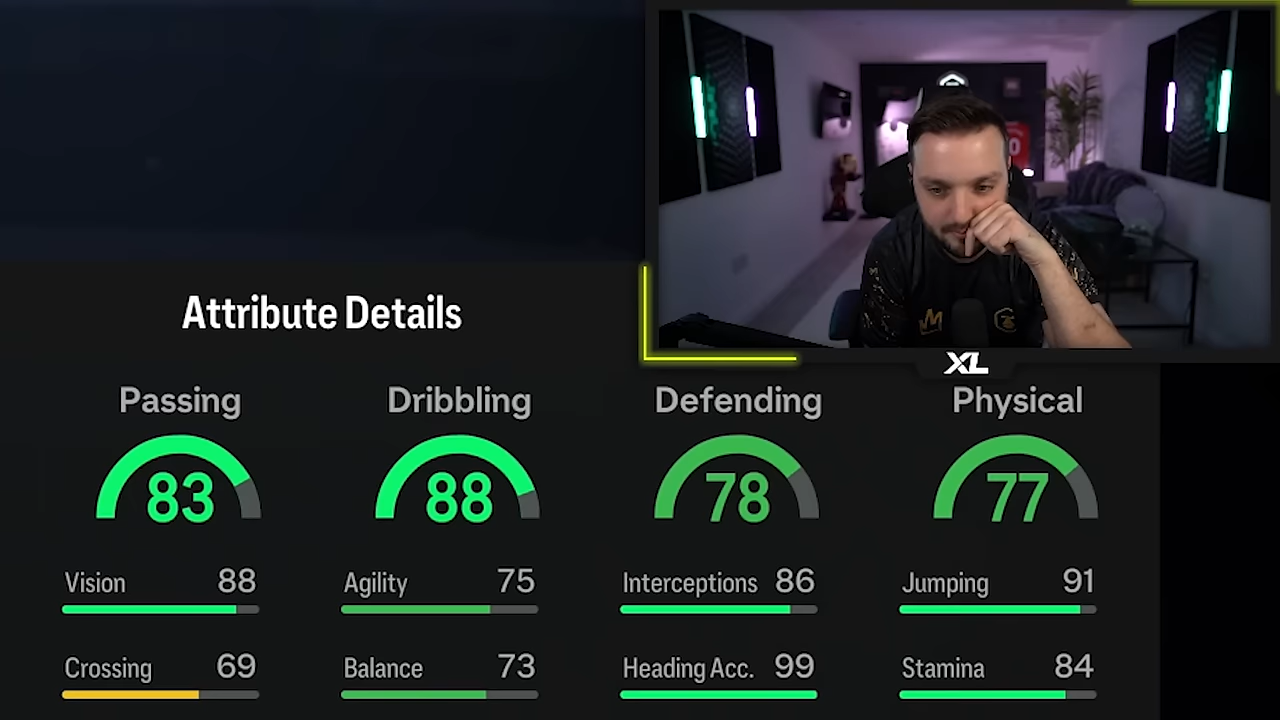 XL
Attribute Details
Passing Dribbling Defending Physical
83 88 78 77
Vision 88 Agility 75 Interceptions 86 Jumping 91
Crossing 69 Balance 73 Heading Acc. 99 Stamina 84